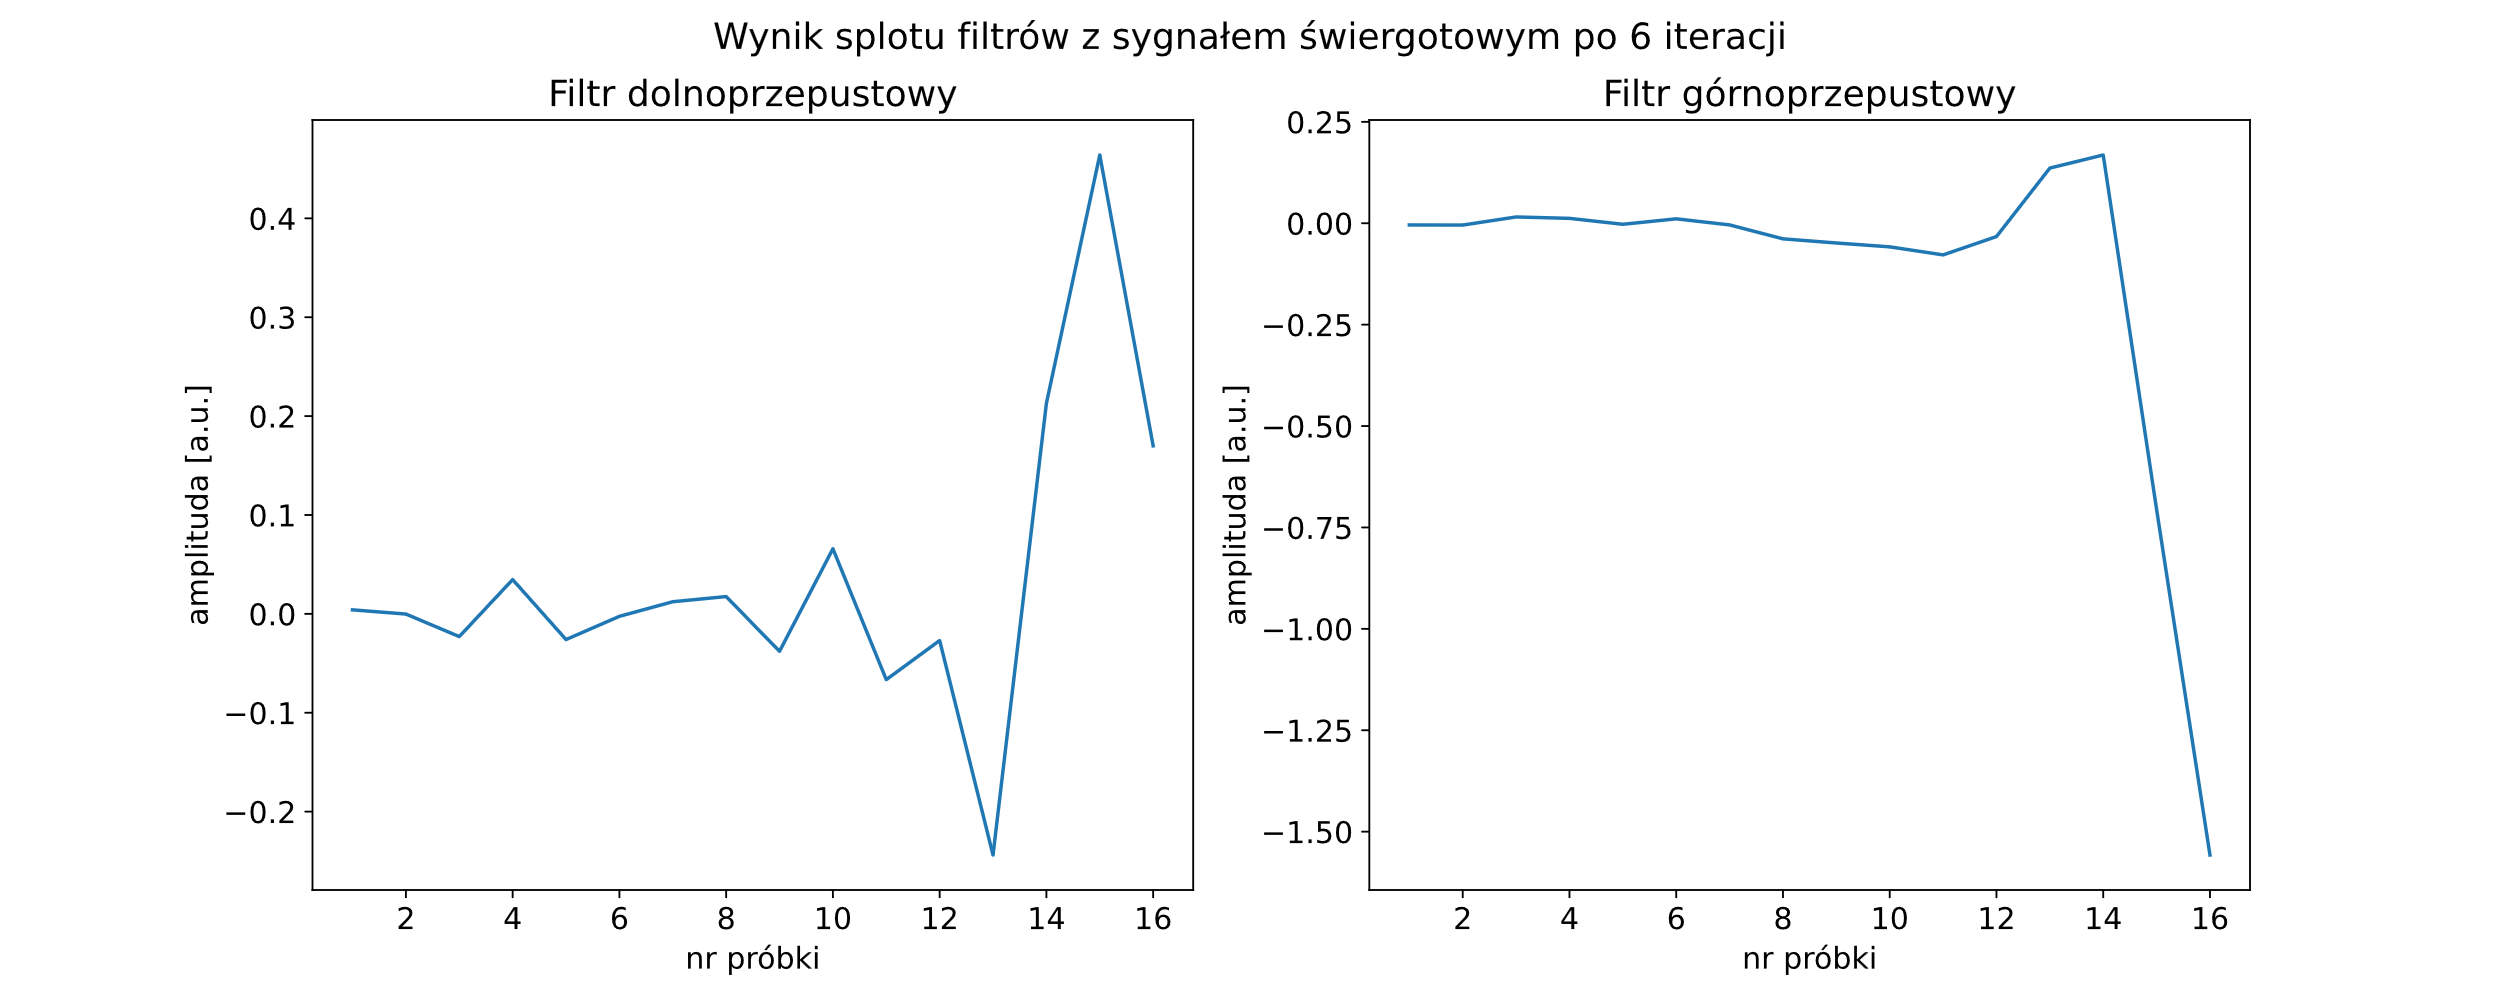 Wynik splotu filtrów z sygnałem świergotowym po 6 iteracji
Filtr dolnoprzepustowy
amplituda [a.u.]
0.4
0.3
0.2
0.1
0.0
−0.1
−0.2
2 4 6 8 10 12 14 16
nr próbki
Filtr górnoprzepustowy
amplituda [a.u.]
0.25
0.00
−0.25
−0.50
−0.75
−1.00
−1.25
−1.50
2 4 6 8 10 12 14 16
nr próbki